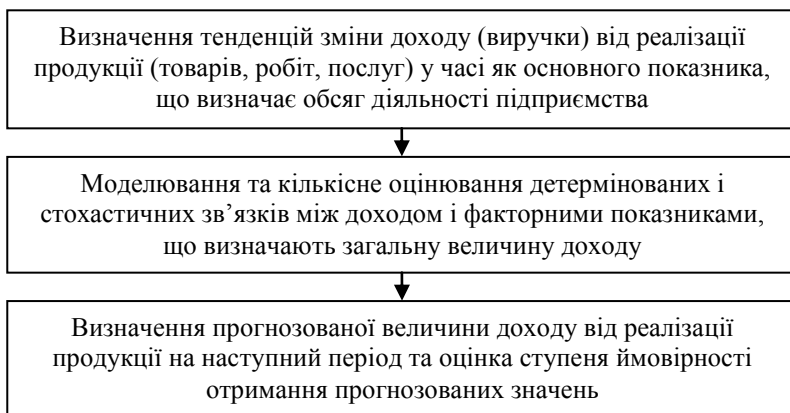 Визначення тенденцій зміни доходу (виручки) від реалізації
продукції (товарів, робіт, послуг) у часі як основного показника,
що визначає обсяг діяльності підприємства
Моделювання та кількісне оцінювання детермінованих і
стохастичних зв’язків між доходом і факторними показниками,
що визначають загальну величину доходу
Визначення прогнозованої величини доходу від реалізації
продукції на наступний період та оцінка ступеня ймовірності
отримання прогнозованих значень